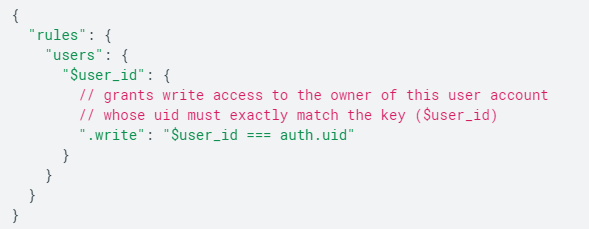 {
  "rules": {
    "users": {
      "$user_id": {
        // grants write access to the owner of this user account
        // whose uid must exactly match the key ($user_id)
        ".write": "$user_id === auth.uid"
      }
    }
  }
}